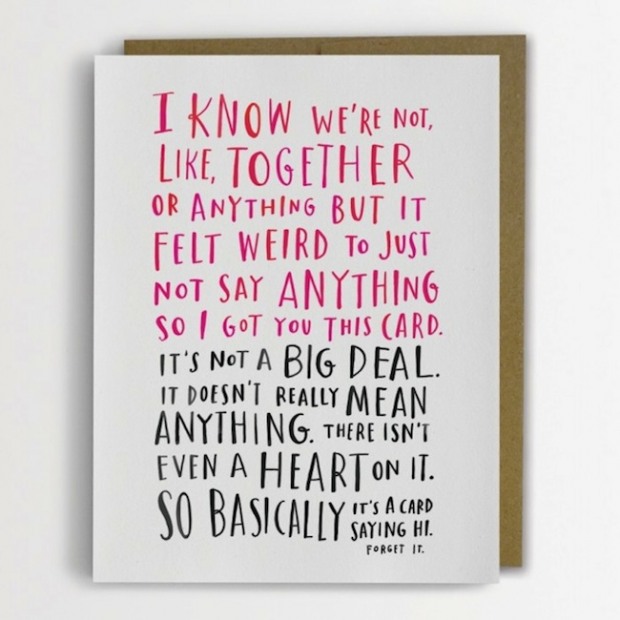 I KNOW WE'RE NOT,
LIKE, TOGETHER
OR ANYTHING BUT IT
FELT WEIRD TO JUST
NOT SAY ANYTHING
SO I GOT YOU THIS CARD.
IT'S NOT A BIG DEAL.
IT DOESN'T REALLY MEAN
ANYTHING. THERE ISN'T
EVEN A HEART ON IT.
SO BASICALLY IT'S A CARD
SAYING HI.
FORGET IT.